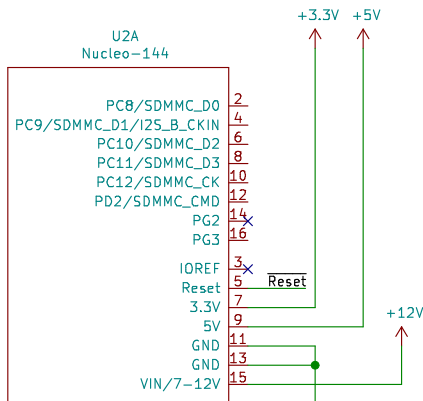 +3.3V
+5V
U2A
Nucleo-144
PC8/SDMMC_D0 2
PC9/SDMMC_D1/I2S_B_CKIN 4
PC10/SDMMC_D2 6
PC11/SDMMC_D3 8
PC12/SDMMC_CK 10
PD2/SDMMC_CMD 12
PG2 14
PG3 16
IOREF 3
Reset 5 Reset
3.3V 7
5V 9
+12V
GND 11
GND 13
VIN/7-12V 15